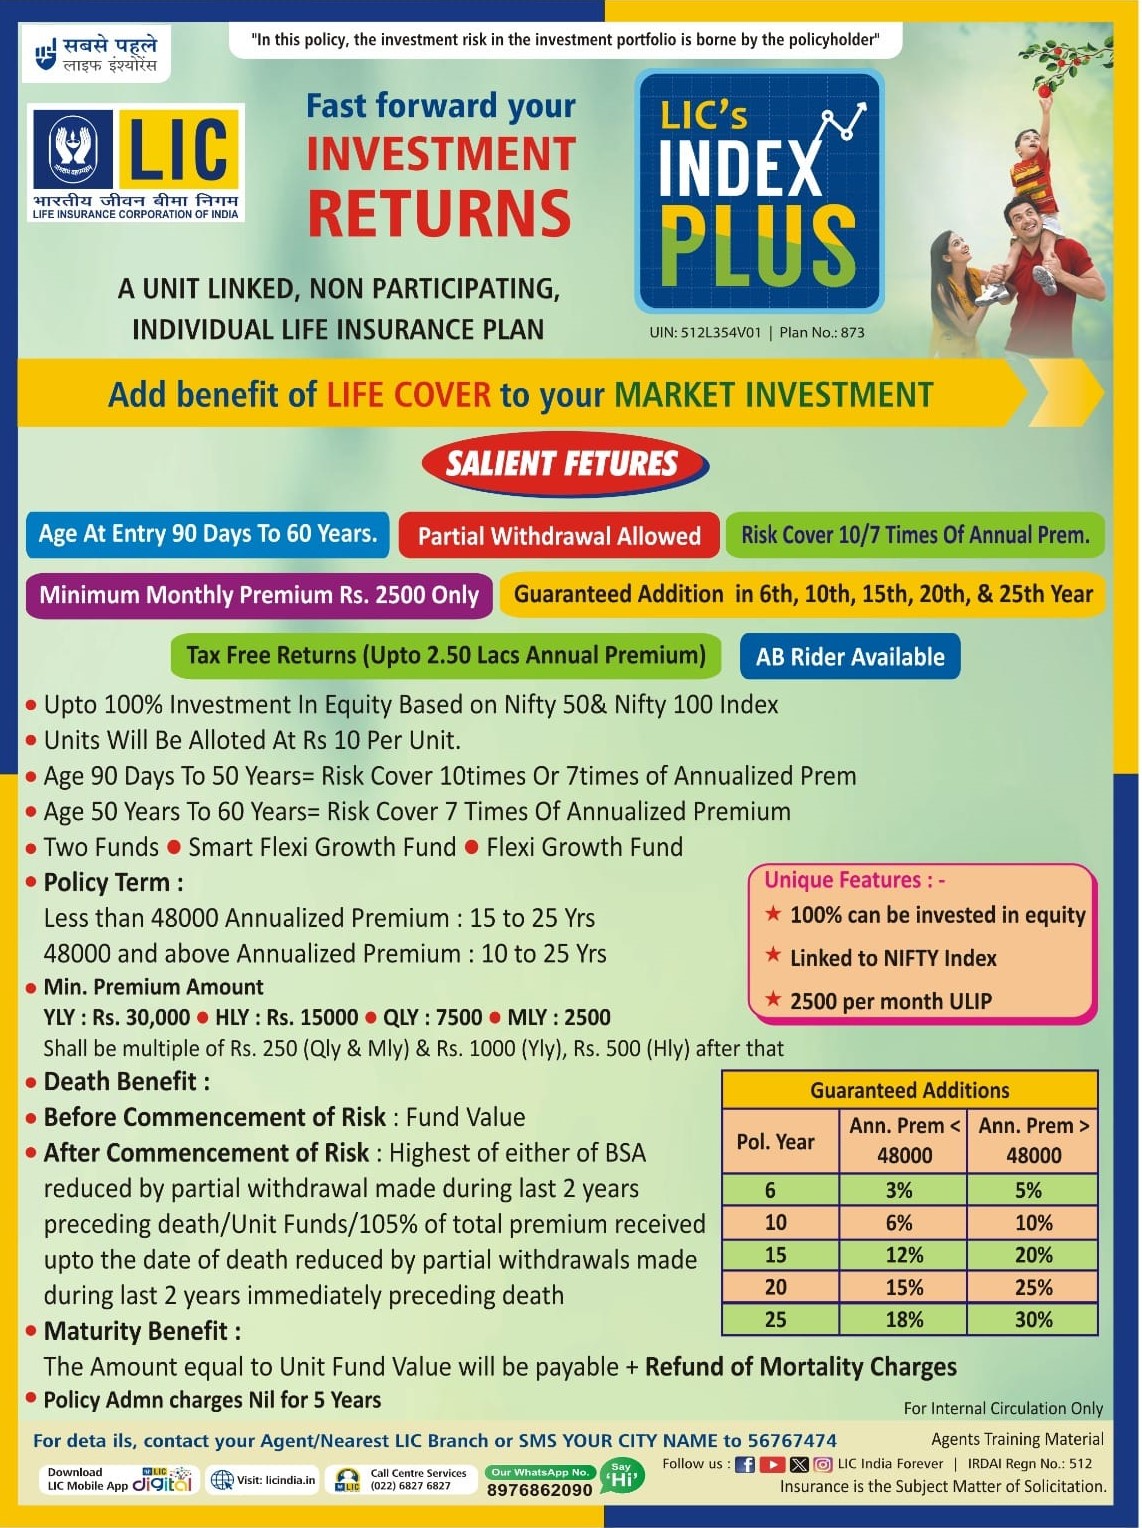 सबसे पहले
लाइफ इंश्योरेंस
"In this policy, the investment risk in the investment portfolio is borne by the policyholder"
LIC
भारतीय जीवन बीमा निगम
LIFE INSURANCE CORPORATION OF INDIA
Fast forward your
INVESTMENT
RETURNS
A UNIT LINKED, NON PARTICIPATING,
INDIVIDUAL LIFE INSURANCE PLAN
LIC's
INDEX
PLUS
UIN: 512L354V01 | Plan No.: 873
Add benefit of LIFE COVER to your MARKET INVESTMENT
SALIENT FETURES
Age At Entry 90 Days To 60 Years.
Partial Withdrawal Allowed
Risk Cover 10/7 Times Of Annual Prem.
Minimum Monthly Premium Rs. 2500 Only
Guaranteed Addition in 6th, 10th, 15th, 20th, & 25th Year
Tax Free Returns (Upto 2.50 Lacs Annual Premium)
AB Rider Available
• Upto 100% Investment In Equity Based on Nifty 50& Nifty 100 Index
• Units Will Be Alloted At Rs 10 Per Unit.
• Age 90 Days To 50 Years= Risk Cover 10times Or 7times of Annualized Prem
• Age 50 Years To 60 Years= Risk Cover 7 Times Of Annualized Premium
• Two Funds • Smart Flexi Growth Fund • Flexi Growth Fund
• Policy Term :
Less than 48000 Annualized Premium : 15 to 25 Yrs
48000 and above Annualized Premium : 10 to 25 Yrs
Unique Features : -
★ 100% can be invested in equity
★ Linked to NIFTY Index
★ 2500 per month ULIP
• Min. Premium Amount
YLY : Rs. 30,000 • HLY : Rs. 15000 • QLY : 7500 • MLY : 2500
Shall be multiple of Rs. 250 (Qly & Mly) & Rs. 1000 (Yly), Rs. 500 (Hly) after that
• Death Benefit :
• Before Commencement of Risk : Fund Value
• After Commencement of Risk : Highest of either of BSA
reduced by partial withdrawal made during last 2 years
preceding death/Unit Funds/105% of total premium received
upto the date of death reduced by partial withdrawals made
during last 2 years immediately preceding death
Guaranteed Additions
Pol. Year Ann. Prem < 48000 Ann. Prem > 48000
6 3% 5%
10 6% 10%
15 12% 20%
20 15% 25%
25 18% 30%
• Maturity Benefit :
The Amount equal to Unit Fund Value will be payable + Refund of Mortality Charges
• Policy Admn charges Nil for 5 Years
For Internal Circulation Only
For deta ils, contact your Agent/Nearest LIC Branch or SMS YOUR CITY NAME to 56767474
Agents Training Material
Download
LIC Mobile App
LIC
digital
Visit: licindia.in
LIC
Call Centre Services
(022) 6827 6827
Our WhatsApp No.
8976862090
Say
'Hi'
Follow us : LIC India Forever | IRDAI Regn No.: 512
Insurance is the Subject Matter of Solicitation.